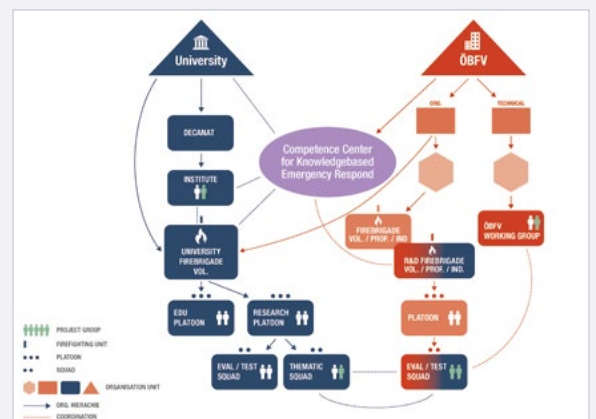 University
ÖBFV
ORG.
TECHNICAL
DECANAT
Competence Center
for Knowledgebased
Emergency Respond
INSTITUTE
FIREBRIGADE
VOL. / PROF. / IND.
ÖBFV
WORKING GROUP
UNIVERSITY
FIREBRIGADE
VOL.
R&D FIREBRIGADE
VOL. / PROF. / IND.
EDU
PLATOON
RESEARCH
PLATOON
PLATOON
EVAL / TEST
SQUAD
THEMATIC
SQUAD
EVAL / TEST
SQUAD
PROJECT GROUP
FIREFIGHTING UNIT
PLATOON
SQUAD
ORGANISATION UNIT
ORG. HIERACHIE
COORDINATION